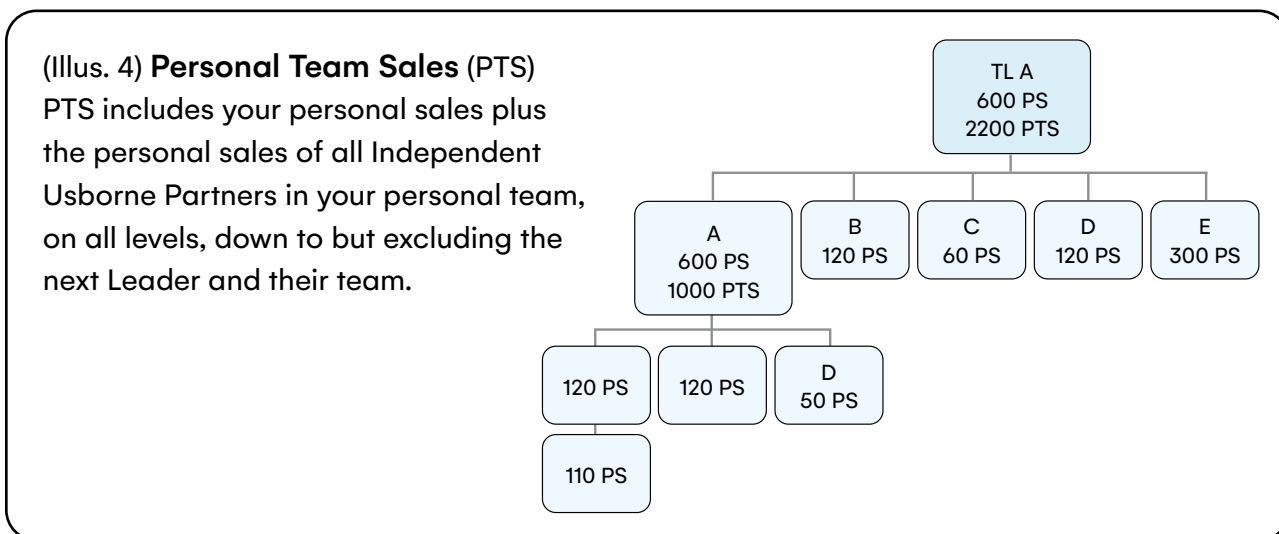 (Illus. 4) Personal Team Sales (PTS)
PTS includes your personal sales plus
the personal sales of all Independent
Usborne Partners in your personal team,
on all levels, down to but excluding the
next Leader and their team.
TL A
600 PS
2200 PTS
A
600 PS
1000 PTS
B
120 PS
C
60 PS
D
120 PS
E
300 PS
120 PS
120 PS
D
50 PS
110 PS